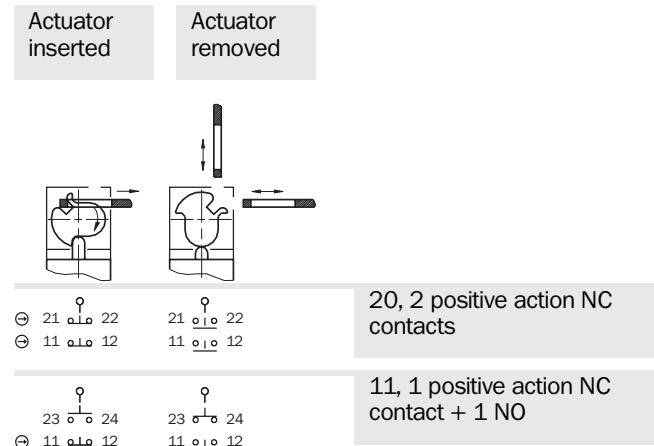 Actuator inserted
Actuator removed
21 22 21 22
11 12 11 12
20, 2 positive action NC
contacts
23 24 23 24
11 12 11 12
11, 1 positive action NC
contact + 1 NO